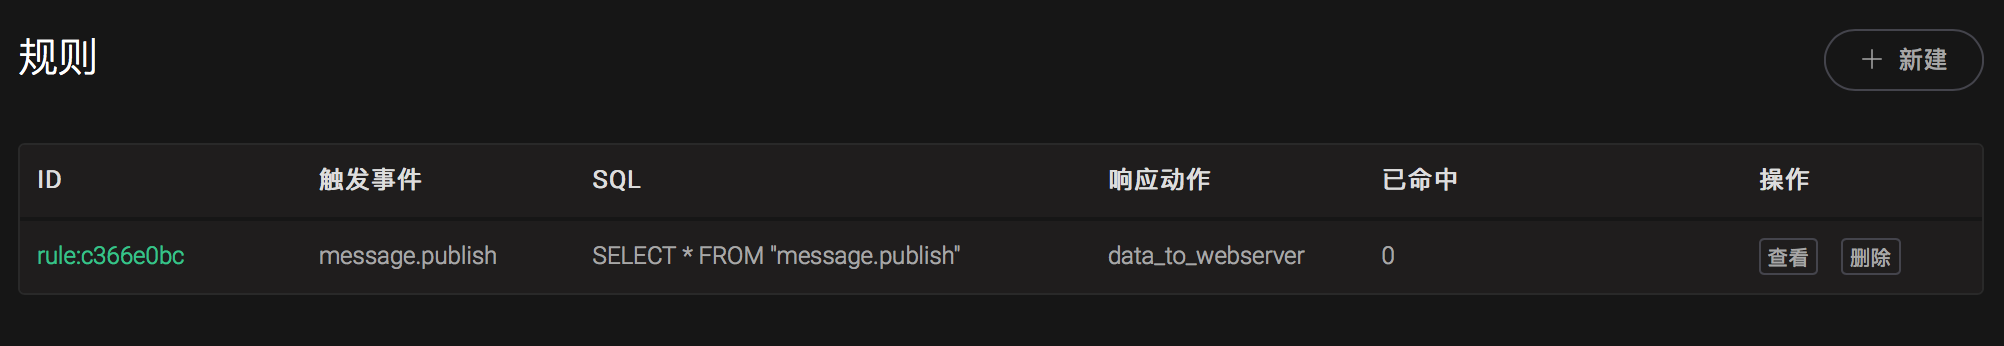 规则
新建
ID 触发事件 SQL 响应动作 已命中 操作
rule:c366e0bc message.publish SELECT * FROM "message.publish" data_to_webserver 0 查看 删除